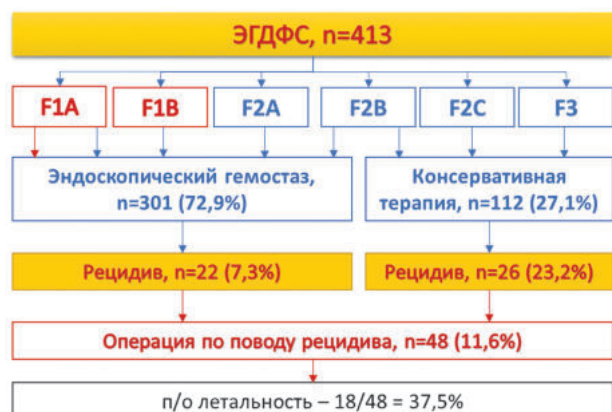 ЭГДФС, n=413
F1A F1B F2A F2B F2C F3
Эндоскопический гемостаз,
n=301 (72,9%)
Консервативная
терапия, n=112 (27,1%)
Рецидив, n=22 (7,3%)
Рецидив, n=26 (23,2%)
Операция по поводу рецидива, n=48 (11,6%)
п/о летальность – 18/48 = 37,5%